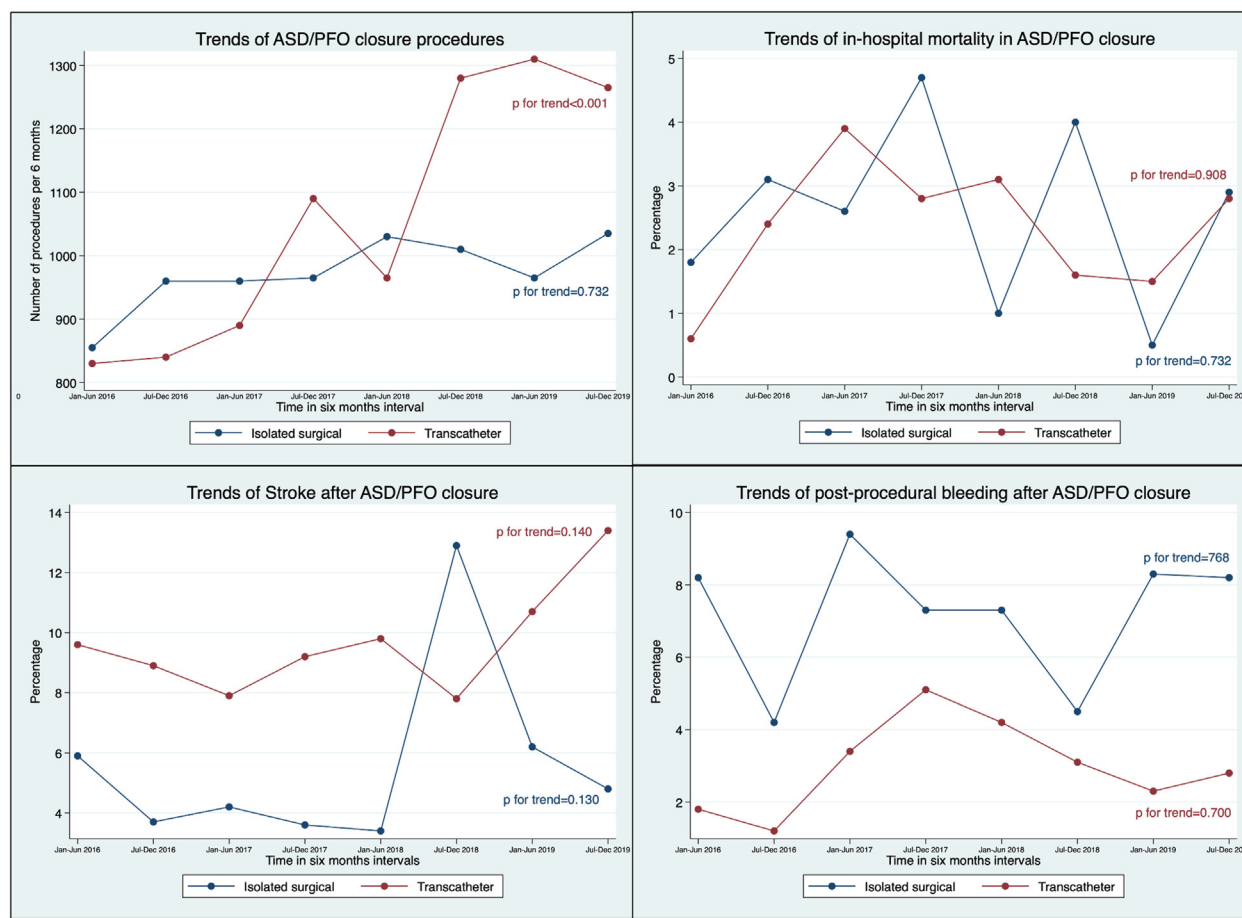 Trends of ASD/PFO closure procedures
Number of procedures per 6 months
1300
1200
1100
1000
900
800
0
p for trend<0.001
p for trend=0.732
Jan-Jun 2016 Jul-Dec 2016 Jan-Jun 2017 Jul-Dec 2017 Jan-Jun 2018 Jul-Dec 2018 Jan-Jun 2019 Jul-Dec 2019
Time in six months interval
Isolated surgical Transcatheter
Trends of in-hospital mortality in ASD/PFO closure
Percentage
5
4
3
2
1
0
p for trend=0.908
p for trend=0.732
Jan-Jun 2016 Jul-Dec 2016 Jan-Jun 2017 Jul-Dec 2017 Jan-Jun 2018 Jul-Dec 2018 Jan-Jun 2019 Jul-Dec 20
Time in six months interval
Isolated surgical Transcatheter
Trends of Stroke after ASD/PFO closure
Percentage
14
12
10
8
6
4
p for trend=0.140
p for trend=0.130
Jan-Jun 2016 Jul-Dec 2016 Jan-Jun 2017 Jul-Dec 2017 Jan-Jun 2018 Jul-Dec 2018 Jan-Jun 2019 Jul-Dec 2019
Time in six months intervals
Isolated surgical Transcatheter
Trends of post-procedural bleeding after ASD/PFO closure
Percentage
10
8
6
4
2
p for trend=768
p for trend=0.700
Jan-Jun 2016 Jul-Dec 2016 Jan-Jun 2017 Jul-Dec 2017 Jan-Jun 2018 Jul-Dec 2018 Jan-Jun 2019 Jul-Dec 20
Time in six months intervals
Isolated surgical Transcatheter